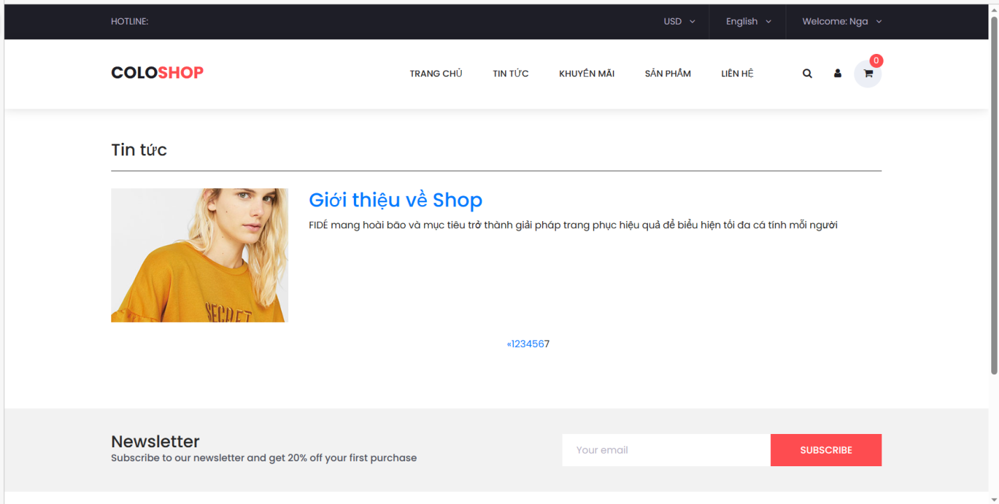 HOTLINE:
USD English Welcome: Nga
COLOSHOP
TRANG CHỦ TIN TỨC KHUYẾN MÃI SẢN PHẨM LIÊN HỆ
0
Tin tức
Giới thiệu về Shop
FIDÉ mang hoài bão và mục tiêu trở thành giải pháp trang phục hiệu quả để biểu hiện tối đa cá tính mỗi người
SECRET
«1234567
Newsletter
Subscribe to our newsletter and get 20% off your first purchase
Your email
SUBSCRIBE